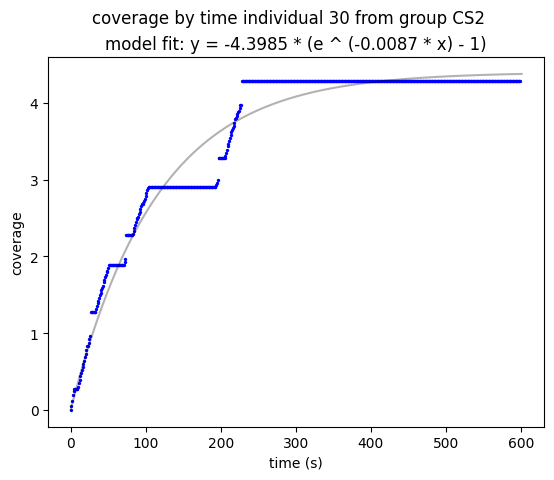 coverage by time individual 30 from group CS2
model fit: y = -4.3985 * (e ^ (-0.0087 * x) - 1)
4
3
2
1
0
coverage
0 100 200 300 400 500 600
time (s)